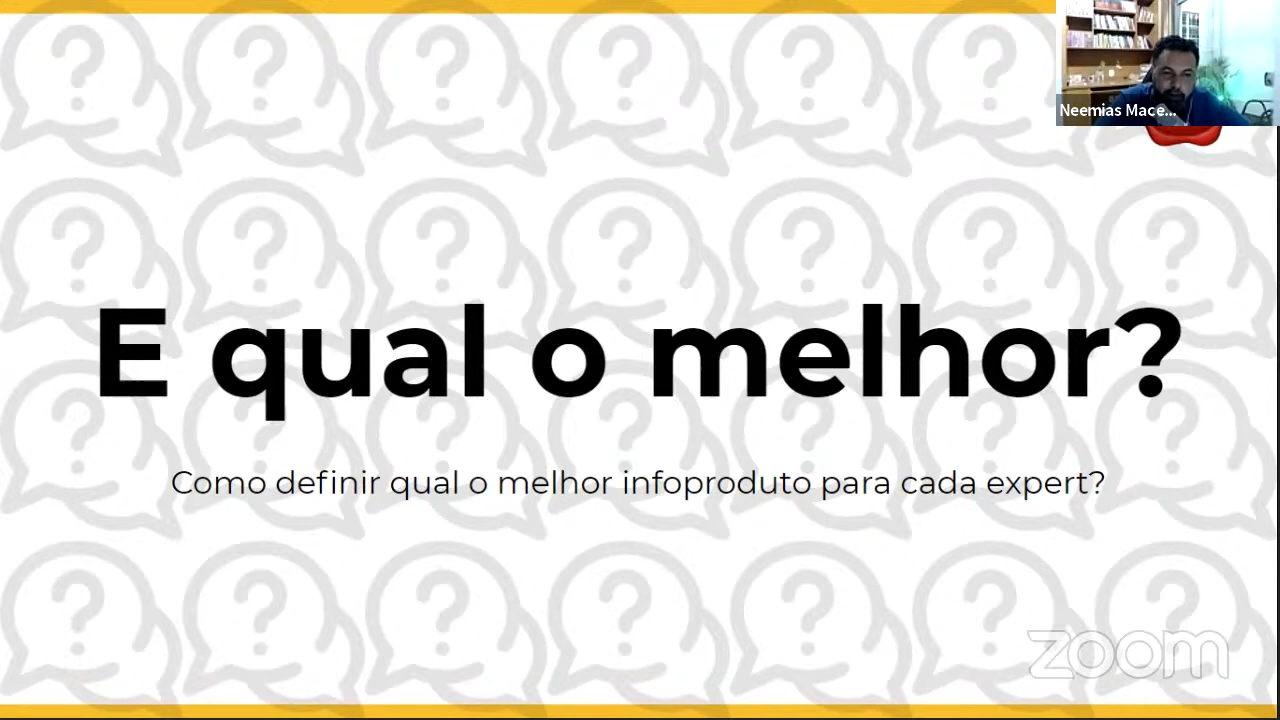 Neemias Mace...
E qual o melhor?
Como definir qual o melhor infoproduto para cada expert?
zoom